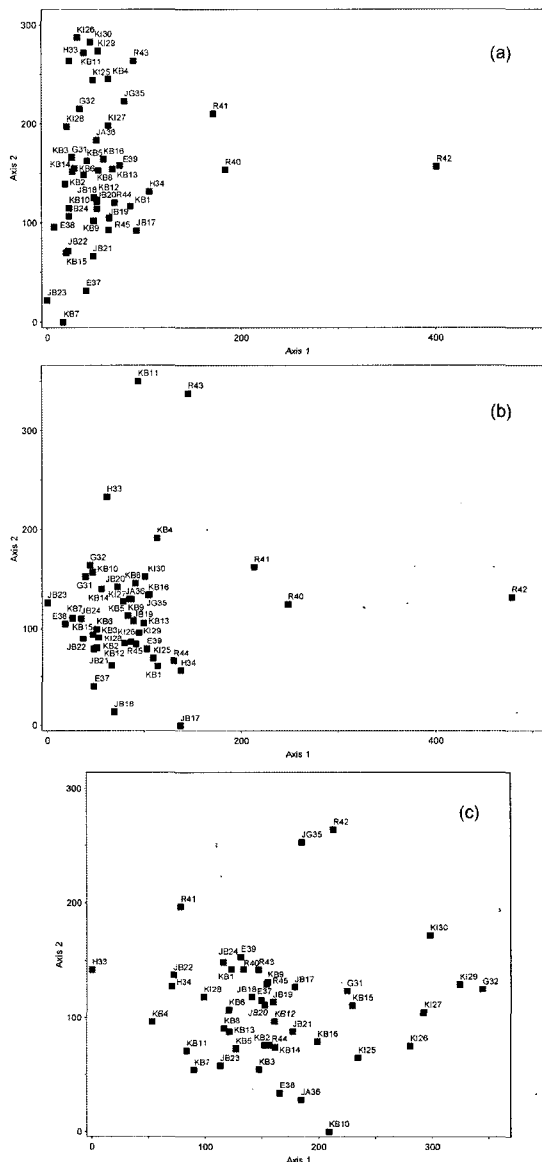 (a)
300
200
100
0
Axis 2
KI26
KI30
H33
KI29
R43
KB11
KI25 KB4
G32
JG35
KI28
KI27
R41
JA36
KB3 G31 KB5 KB16
KB14 KB6
E39
KB8 KB13
R40
R42
KB2
JB18 KB12
H34
KB10
JB20 R44
KB1
JB24
JB19
E38
KB9
R45 JB17
JB22
JB21
KB15
E37
JB23
KB7
0 100 200 300 400
Axis 1
(b)
300
200
100
0
Axis 2
KB11
R43
H33
KB4
G32
KB10
KI30
R41
G31
JB20
KB8
KB16
JB23
KB14 KI27 JA36
JG35
R40
R42
KB7
JB24
KB5 KB9
JB19
E38
KB6
KB13
KB15 KB3 KI26 KI29
JB22
KI28
E39
KB2
R45
KI25
KB12
R44
JB21
KB1
H34
E37
JB18
JB17
0 100 200 300 400
Axis 1
(c)
300
200
100
0
Axis 2
R42
JG35
R41
KI30
H33
JB24 E39
JB22
KB1 R40 R43
H34
KB9
R45 JB17
KI29
G32
KI28
JB18 E37
G31
JB19
KB15
KB4
KB6
JB20 KB12
KI27
KB8
KB13
JB21
KB11
KB5
KB2 R44
KB14
KB16
KI25
KI26
KB7
JB23
KB3
E38
JA36
KB10
0 100 200 300
Axis 1